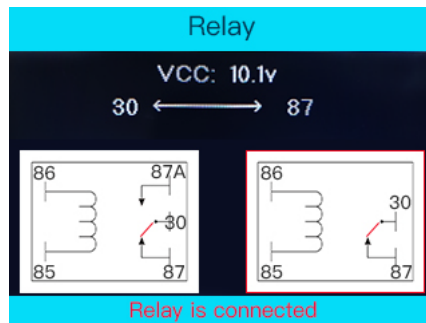 Relay
VCC: 10.1v
30 87
86 87A
30
85 87
86
30
85 87
Relay is connected